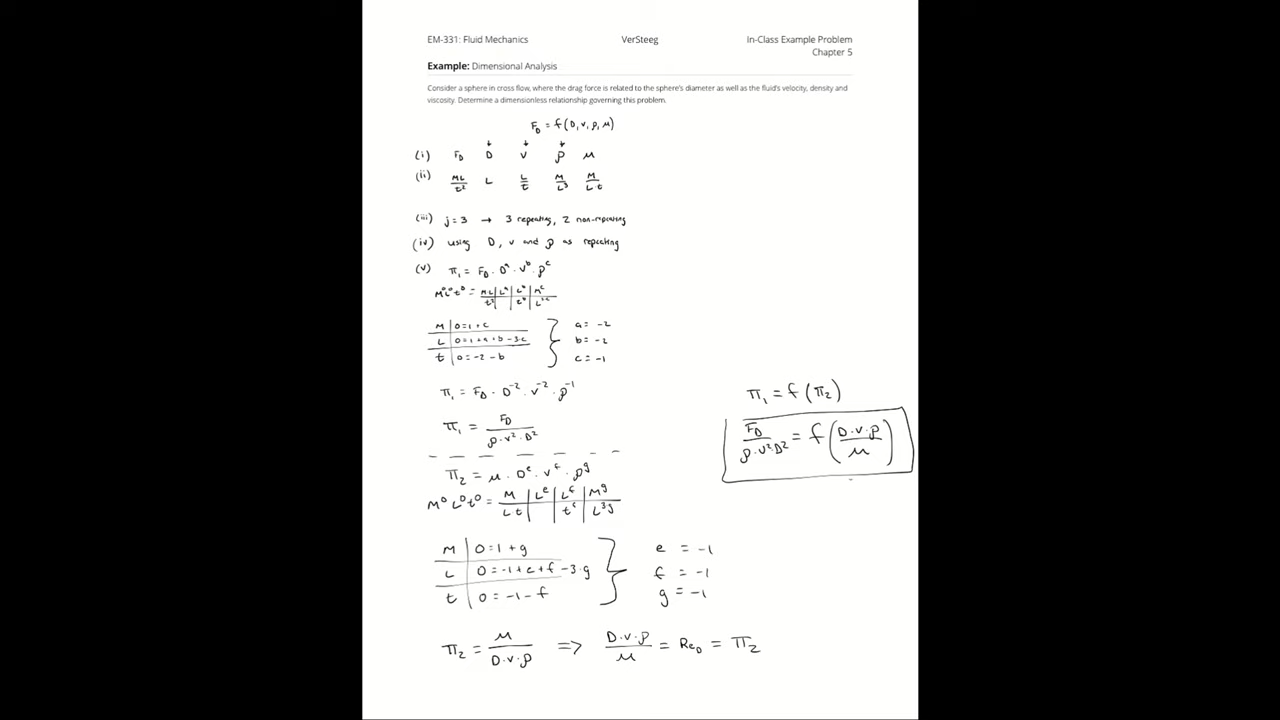 EM-331: Fluid Mechanics VerSteeg In-Class Example Problem
Chapter 5
Example: Dimensional Analysis
Consider a sphere in cross flow, where the drag force is related to the sphere's diameter as well as the fluid's velocity, density and
viscosity. Determine a dimensionless relationship governing this problem.
F_D = f(D, v, ρ, μ)
↓ ↓ ↓
(i) F_D D v ρ μ
(ii) ML/t² L L/t M/L³ M/Lt
(iii) j=3 → 3 repeating, 2 non-repeating
(iv) using D, v and ρ as repeating
(v) π₁ = F_D · D^a · v^b · ρ^c
M⁰L⁰t⁰ = ML/t² | L^a | L^b/t^b | M^c/L^3c
M | 0=1+c
L | 0=1+a+b-3c
t | 0=-2-b
a = -2
b = -2
c = -1
π₁ = F_D · D⁻² · v⁻² · ρ⁻¹
π₁ = F_D/ρ·v²·D²
π₂ = μ · D^e · v^f · ρ^g
M⁰L⁰t⁰ = M/Lt | L^e | L^f/t^f | M^g/L^3g
M | 0=1+g
L | 0=-1+e+f-3·g
t | 0=-1-f
e = -1
f = -1
g = -1
π₂ = μ/D·v·ρ ⇒ D·v·ρ/μ = Re_D = π₂
π₁ = f(π₂)
F_D/ρ·v²·D² = f(D·v·ρ/μ)